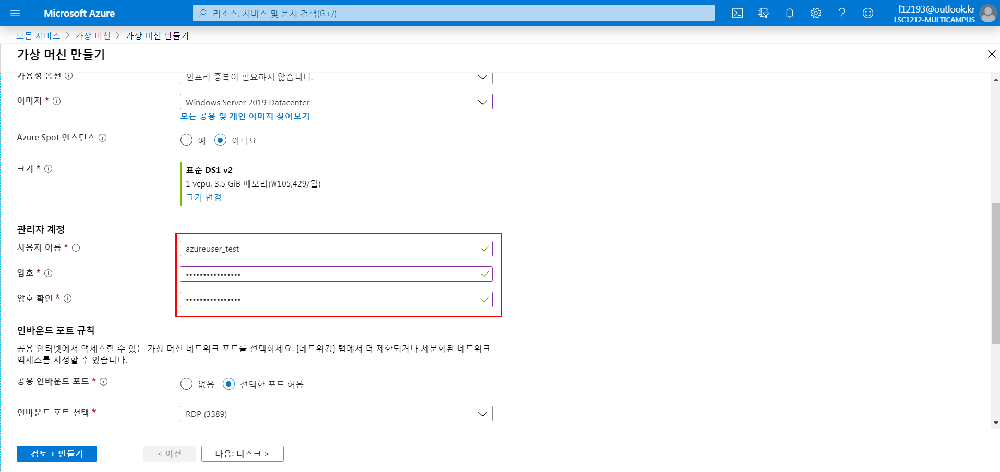 Microsoft Azure
리소스, 서비스 및 문서 검색(G+/)
l12193@outlook.kr
LSC1212-MULTICAMPUS
모든 서비스 > 가상 머신 > 가상 머신 만들기
가상 머신 만들기
가용성 옵션
인프라 중복이 필요하지 않습니다.
이미지 *
Windows Server 2019 Datacenter
모든 공용 및 개인 이미지 찾아보기
Azure Spot 인스턴스
예 아니요
크기 *
표준 DS1 v2
1 vcpu, 3.5 GiB 메모리(₩105,429/월)
크기 변경
관리자 계정
사용자 이름 *
azureuser_test
암호 *
••••••••••••••••
암호 확인 *
••••••••••••••••
인바운드 포트 규칙
공용 인터넷에서 액세스할 수 있는 가상 머신 네트워크 포트를 선택하세요. [네트워킹] 탭에서 더 제한되거나 세분화된 네트워크
액세스를 지정할 수 있습니다.
공용 인바운드 포트 *
없음 선택한 포트 허용
인바운드 포트 선택 *
RDP (3389)
검토 + 만들기
< 이전
다음: 디스크 >